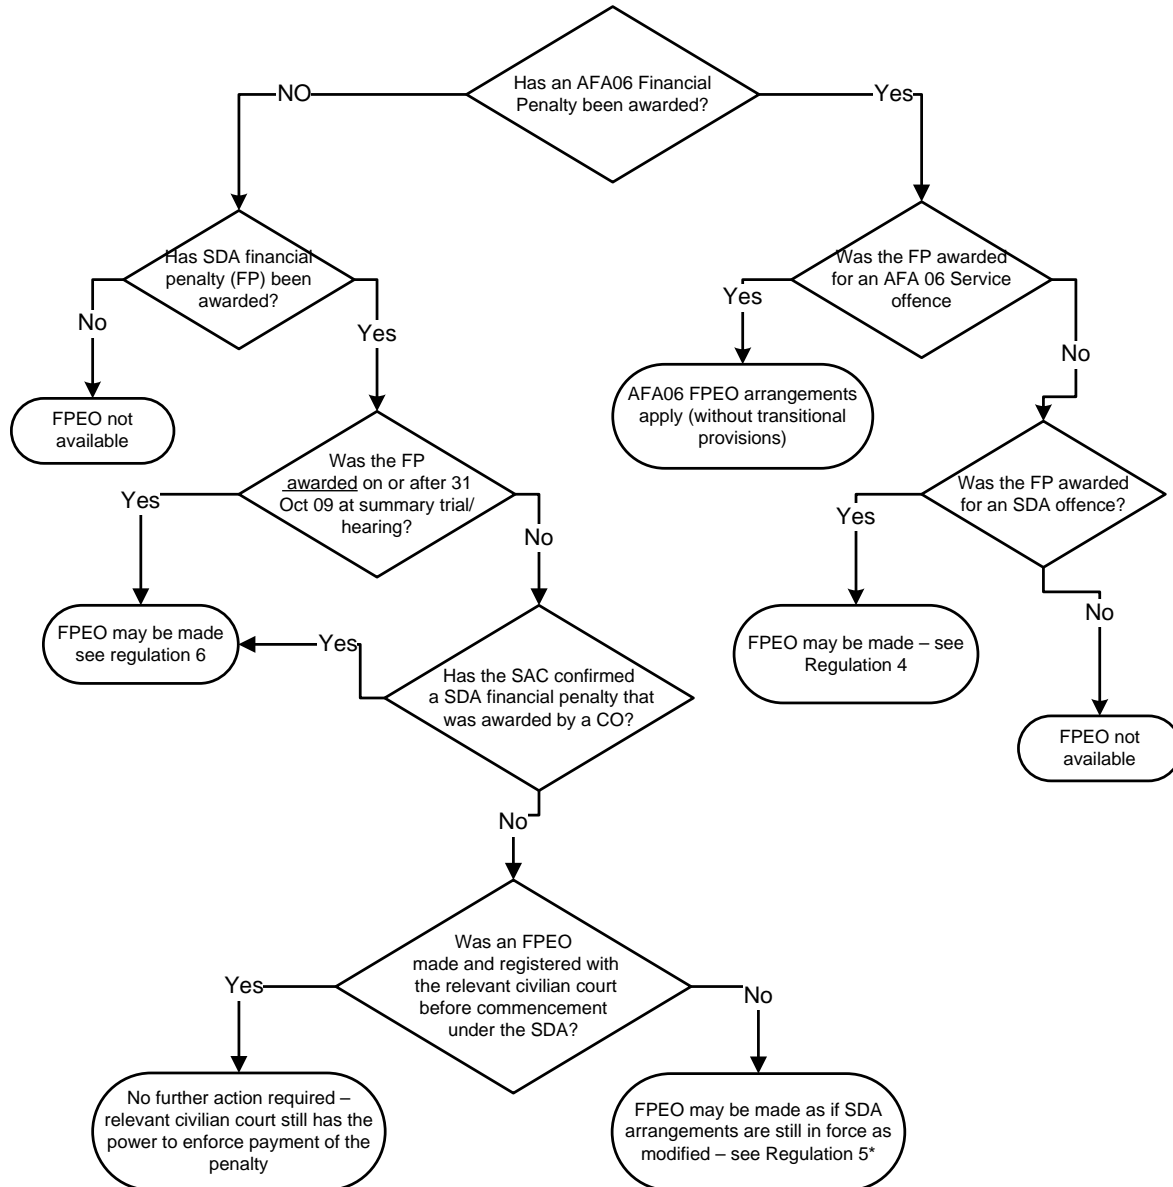 Has an AFA06 Financial
Penalty been awarded?
NO
Yes
Has SDA financial
penalty (FP) been
awarded?
No
Yes
FPEO not
available
Was the FP awarded
for an AFA 06 Service
offence
Yes
No
AFA06 FPEO arrangements
apply (without transitional
provisions)
Was the FP
awarded on or after 31
Oct 09 at summary trial/
hearing?
Yes
No
Was the FP awarded
for an SDA offence?
Yes
No
FPEO may be made
see regulation 6
Yes
Has the SAC confirmed
a SDA financial penalty that
was awarded by a CO?
FPEO may be made – see
Regulation 4
FPEO not
available
No
Was an FPEO
made and registered with
the relevant civilian court
before commencement
under the SDA?
Yes
No
No further action required –
relevant civilian court still has the
power to enforce payment of the
penalty
FPEO may be made as if SDA
arrangements are still in force as
modified – see Regulation 5*